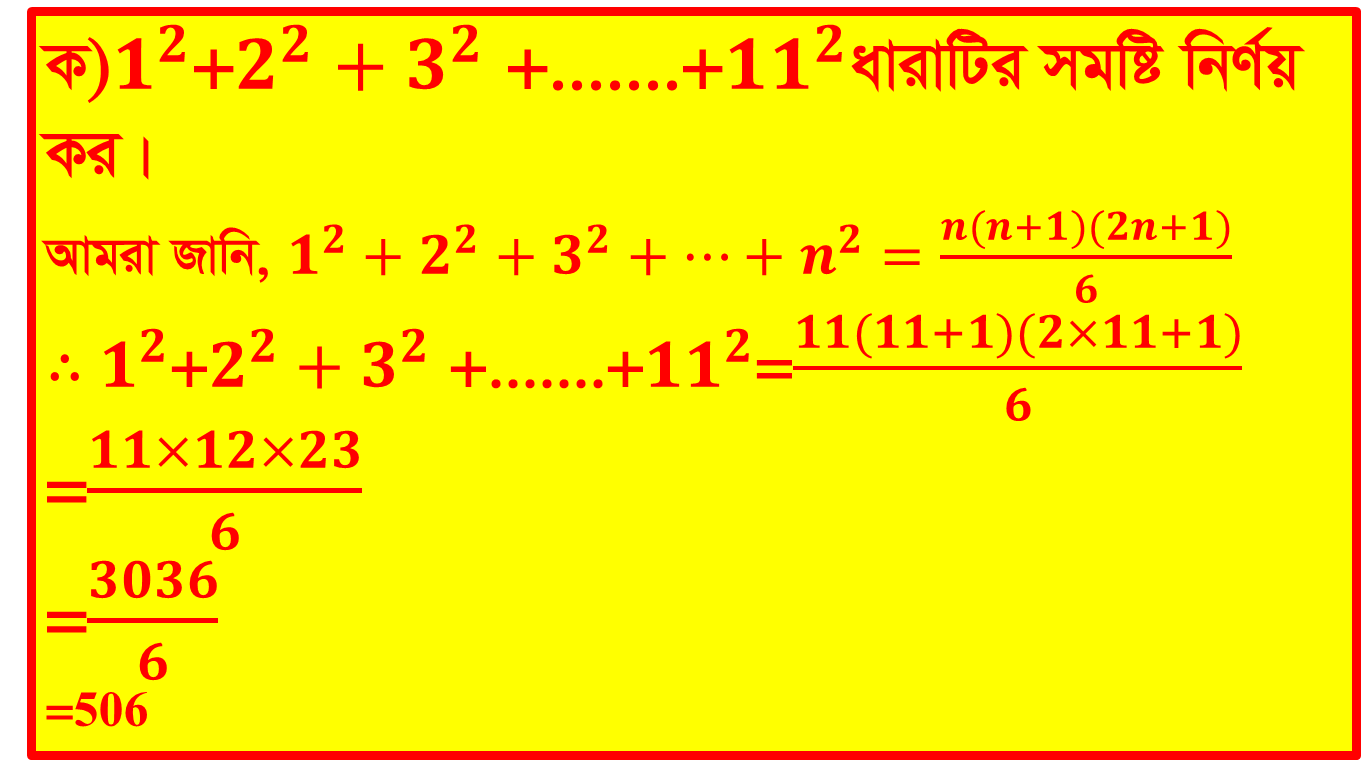 ক)1²+2² + 3² +.......+11²ধারাটির সমষ্টি নির্ণয়
কর।
আমরা জানি, 1² + 2² + 3² + ⋯ + n² = n(n+1)(2n+1)/6
∴ 1²+2² + 3² +.......+11²=11(11+1)(2×11+1)/6
=11×12×23/6
=3036/6
=506